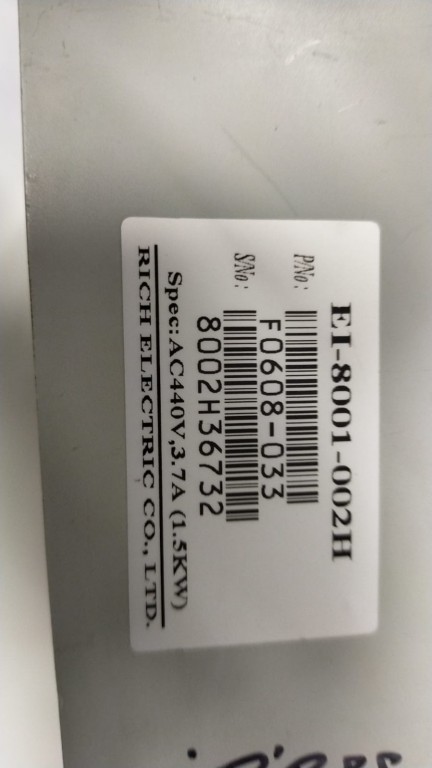 EI-8001-002H
P/No:
F0608-033
S/No:
8002H36732
Spec: AC440V,3.7A (1.5KW)
RICH ELECTRIC CO., LTD.